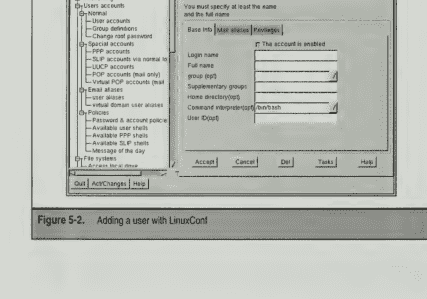 Users accounts
Normal
User accounts
Group definitions
Change root password
Special accounts
PPP accounts
SLIP accounts via normal lo
UUCP accounts
POP accounts (mail only)
Virtual POP accounts (mail
Email aliases
user aliases
virtual domain user aliases
Policies
Password & account policie
Available user shells
Available PPP shells
Available SLIP shells
Message of the day
File systems
Access local drive
You must specify at least the name
and the full name
Base info Mail aliases Privileges
The account is enabled
Login name
Full name
group (opt)
Supplementary groups
Home directory(opt)
Command interpreter(opt) /bin/bash
User ID(opt)
Accept Cancel Del Tasks Help
Quit Act/Changes Help
Figure 5-2. Adding a user with LinuxConf